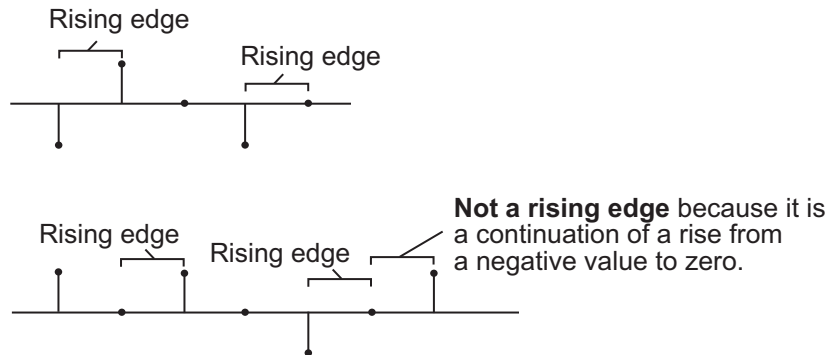 Rising edge
Rising edge
Not a rising edge because it is
a continuation of a rise from
a negative value to zero.
Rising edge
Rising edge